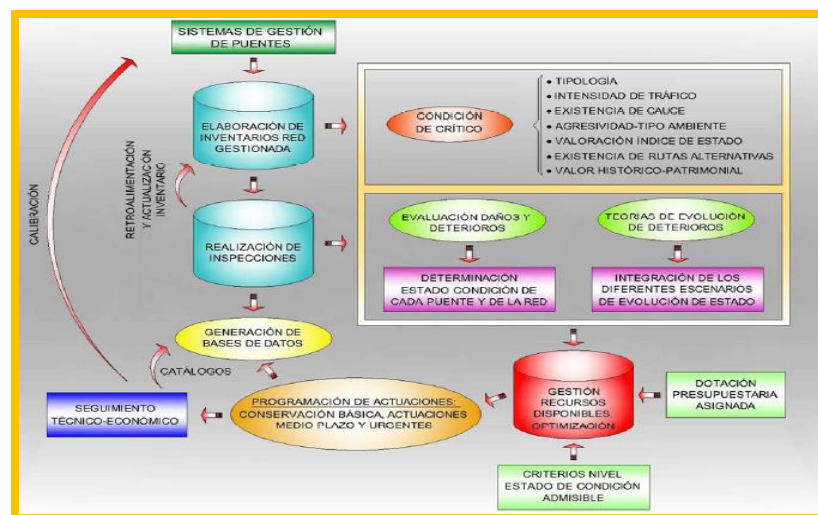 SISTEMAS DE GESTIÓN
DE PUENTES
ELABORACIÓN DE
INVENTARIOS RED
GESTIONADA
CONDICIÓN
DE CRÍTICO
• TIPOLOGÍA
• INTENSIDAD DE TRÁFICO
• EXISTENCIA DE CAUCE
• AGRESIVIDAD-TIPO AMBIENTE
• VALORACIÓN ÍNDICE DE ESTADO
• EXISTENCIA DE RUTAS ALTERNATIVAS
• VALOR HISTÓRICO-PATRIMONIAL
CALIBRACIÓN
RETROALIMENTACIÓN
Y ACTUALIZACIÓN
INVENTARIO
REALIZACIÓN DE
INSPECCIONES
EVALUACIÓN DAÑOS Y
DETERIOROS
TEORÍAS DE EVOLUCIÓN
DE DETERIOROS
DETERMINACIÓN
ESTADO CONDICIÓN DE
CADA PUENTE Y DE LA RED
INTEGRACIÓN DE LOS
DIFERENTES ESCENARIOS
DE EVOLUCIÓN DE ESTADO
GENERACIÓN DE
BASES DE DATOS
CATÁLOGOS
SEGUIMIENTO
TÉCNICO-ECONÓMICO
PROGRAMACIÓN DE ACTUACIONES:
CONSERVACIÓN BÁSICA, ACTUACIONES
MEDIO PLAZO Y URGENTES
GESTIÓN
RECURSOS
DISPONIBLES.
OPTIMIZACIÓN
DOTACIÓN
PRESUPUESTARIA
ASIGNADA
CRITERIOS NIVEL
ESTADO DE CONDICIÓN
ADMISIBLE